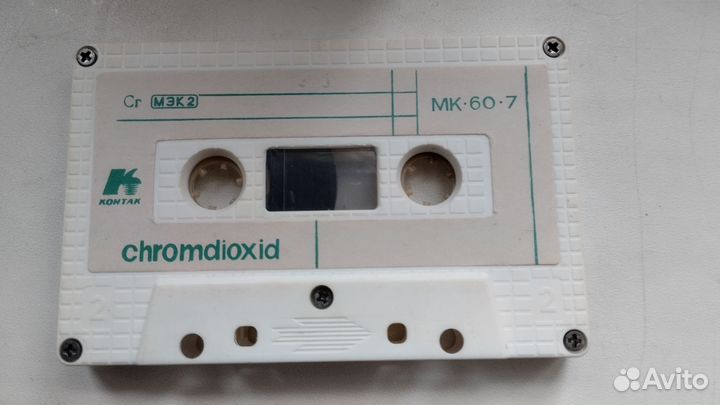 Cr МЭК2
МК·60·7
КОНТАК
chromdioxid
2 2
Avito